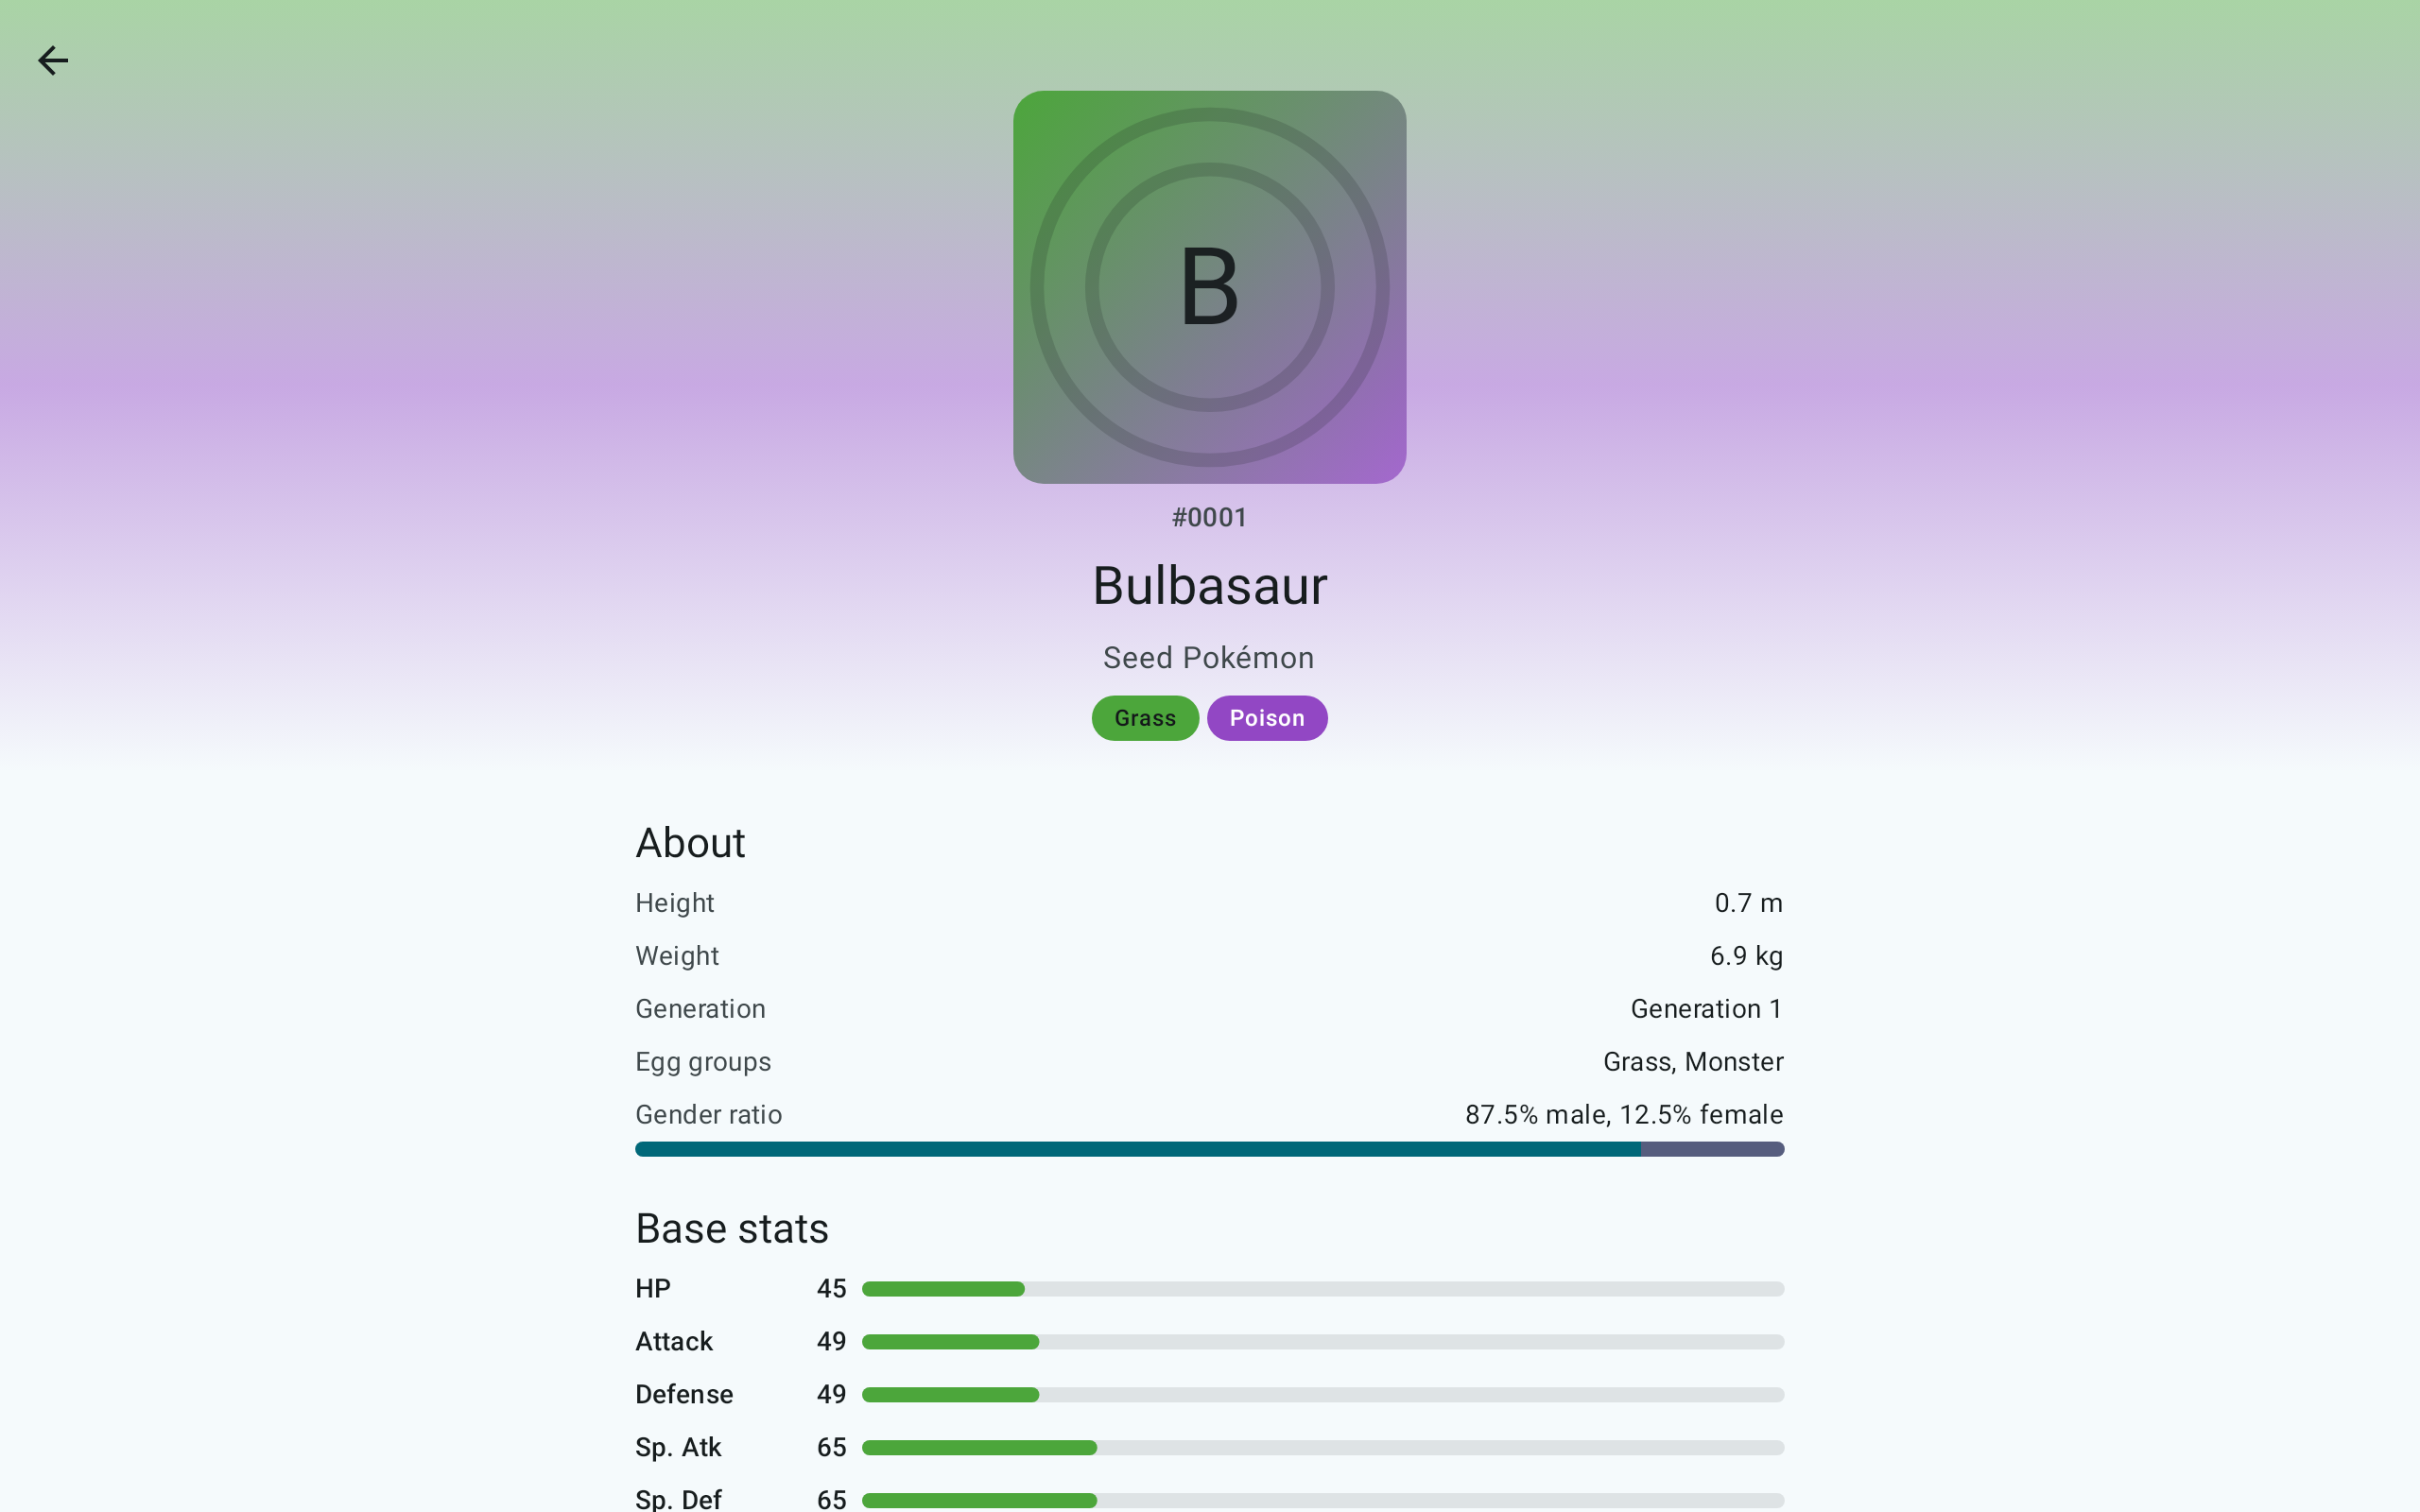 B
#0001
Bulbasaur
Seed Pokémon
Grass Poison
About
Height 0.7 m
Weight 6.9 kg
Generation Generation 1
Egg groups Grass, Monster
Gender ratio 87.5% male, 12.5% female
Base stats
HP 45
Attack 49
Defense 49
Sp. Atk 65
Sp. Def 65